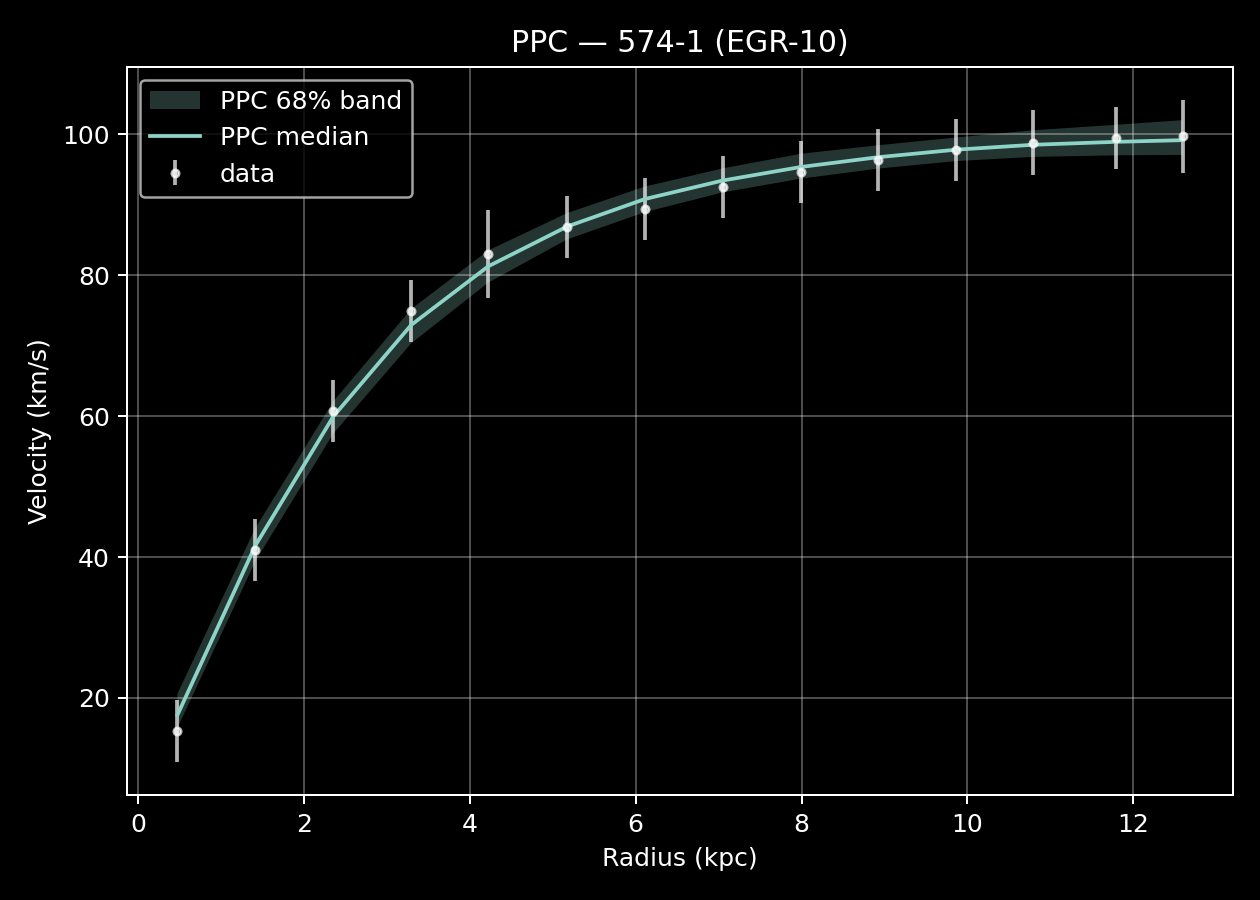 PPC — 574-1 (EGR-10)
PPC 68% band
PPC median
data
100
80
60
40
20
Velocity (km/s)
0 2 4 6 8 10 12
Radius (kpc)